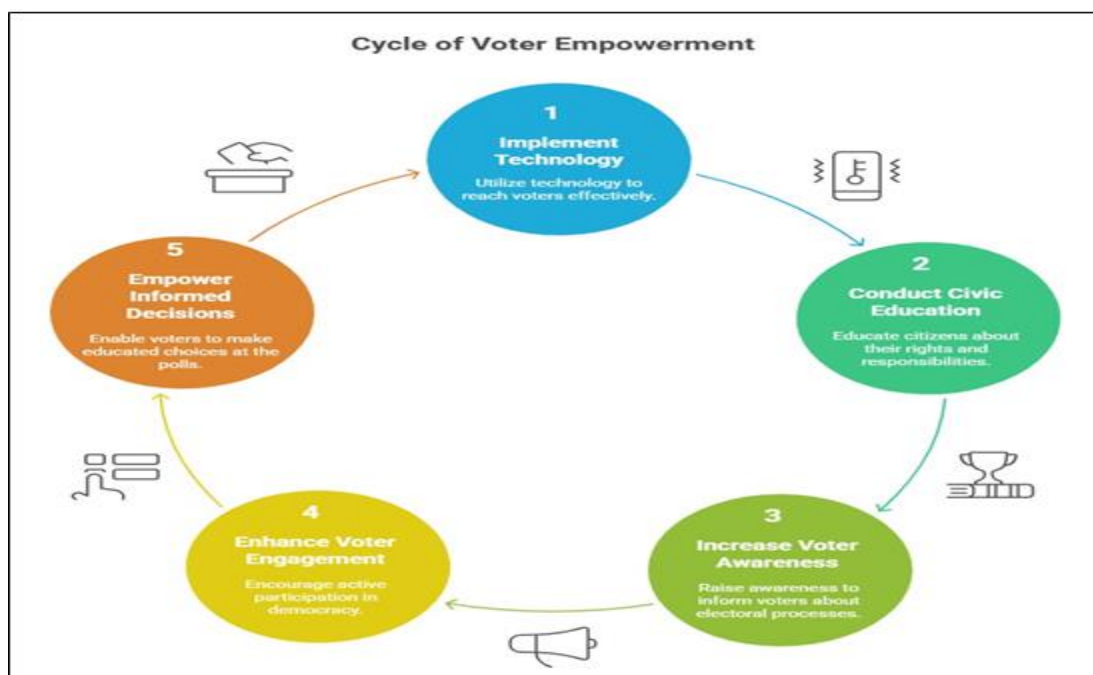 Cycle of Voter Empowerment
1
Implement
Technology
Utilize technology to
reach voters effectively.
2
Conduct Civic
Education
Educate citizens about
their rights and
responsibilities.
3
Increase Voter
Awareness
Raise awareness to
inform voters about
electoral processes.
4
Enhance Voter
Engagement
Encourage active
participation in
democracy.
5
Empower
Informed
Decisions
Enable voters to make
educated choices at the
polls.